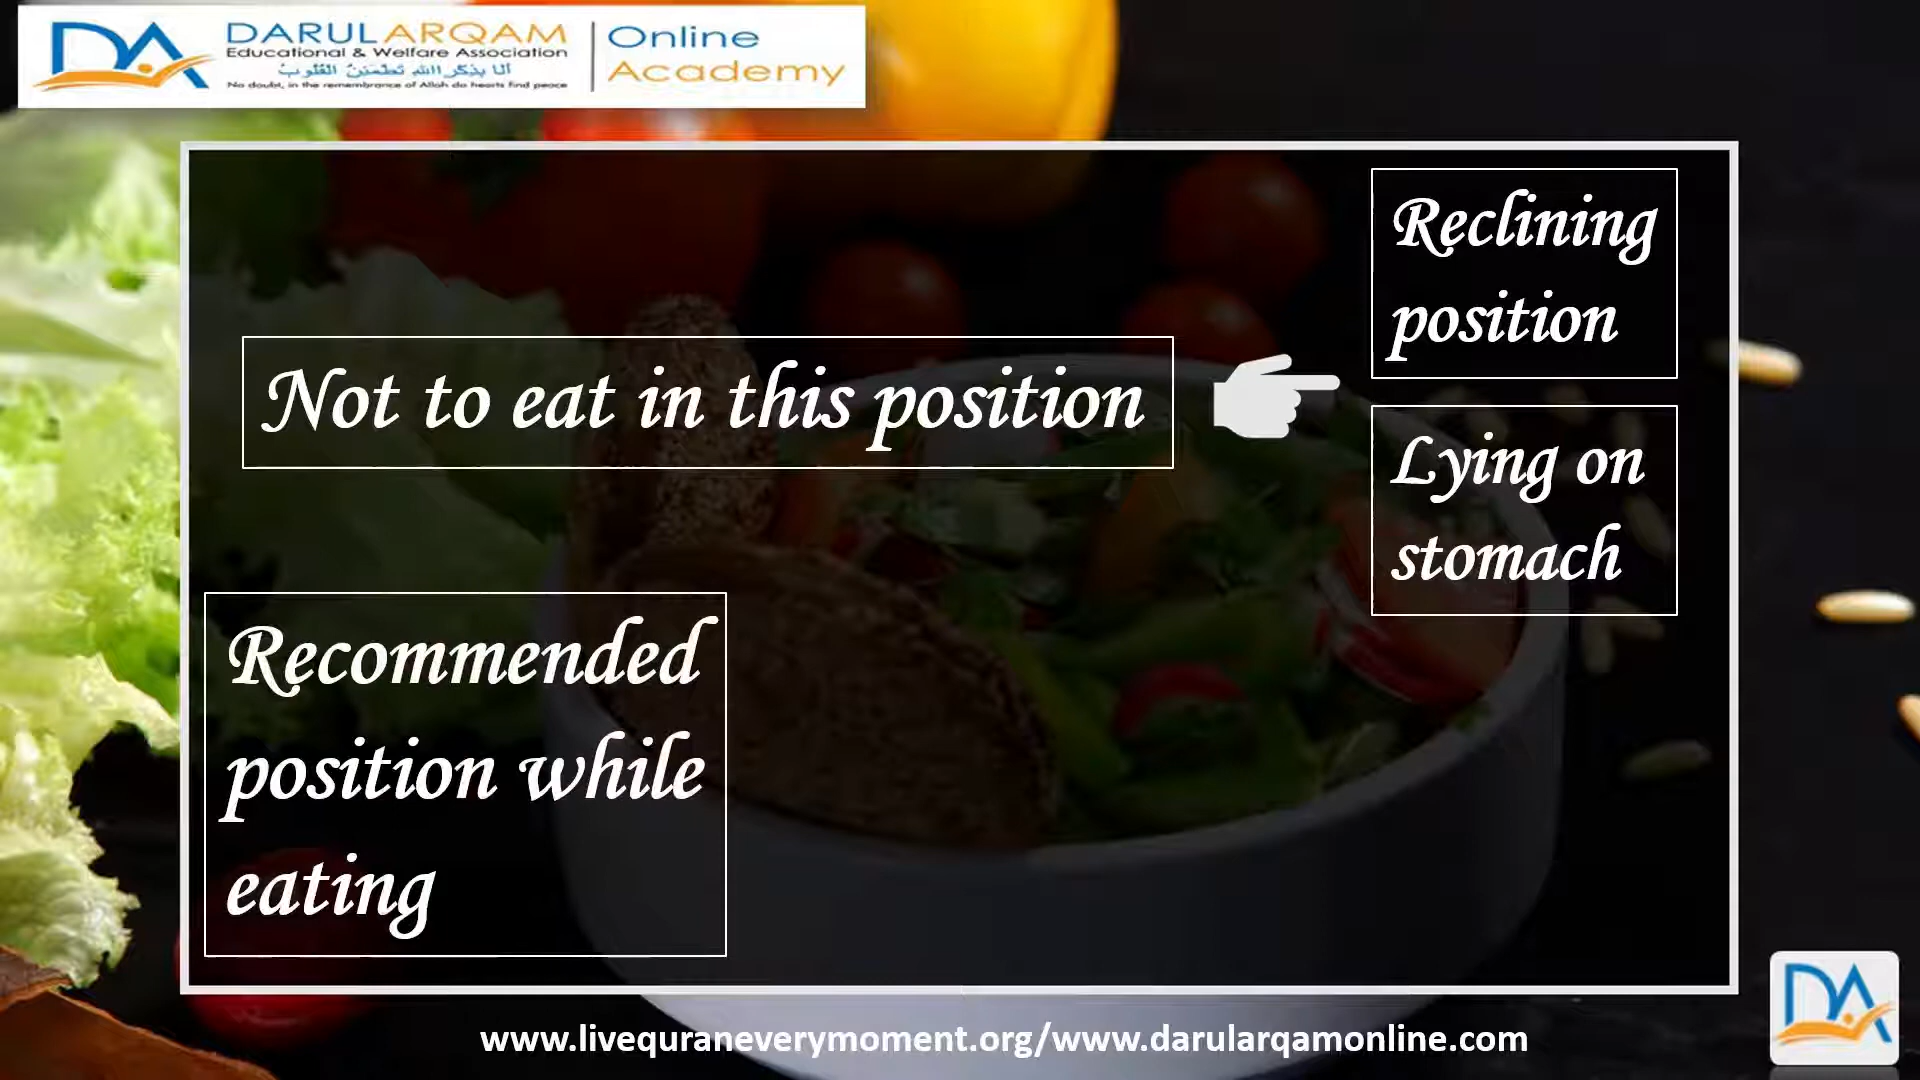 DARULARQAM
Educational & Welfare Association
ألا بذكر الله تطمئن القلوب
No doubt, in the remembrance of Allah do hearts find peace
Online
Academy
Reclining
position
Not to eat in this position
Lying on
stomach
Recommended
position while
eating
www.livequraneverymoment.org/www.darularqamonline.com
DA